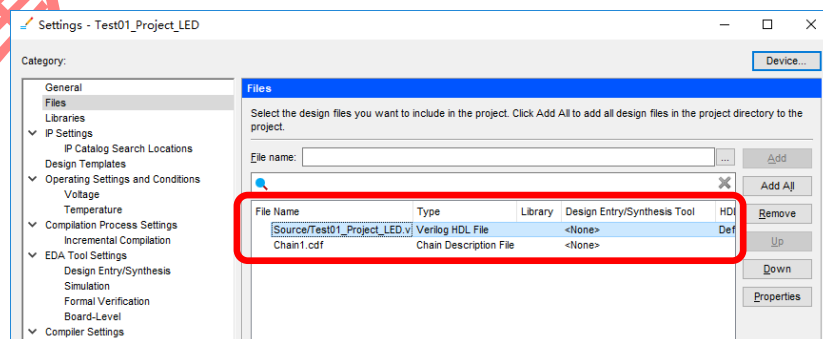 Settings - Test01_Project_LED
Category:
Device...
General
Files
Libraries
IP Settings
IP Catalog Search Locations
Design Templates
Operating Settings and Conditions
Voltage
Temperature
Compilation Process Settings
Incremental Compilation
EDA Tool Settings
Design Entry/Synthesis
Simulation
Formal Verification
Board-Level
Compiler Settings
Files
Select the design files you want to include in the project. Click Add All to add all design files in the project directory to the
project.
File name:
...
Add
Add All
File Name Type Library Design Entry/Synthesis Tool HDL
Source/Test01_Project_LED.v Verilog HDL File <None> Def
Chain1.cdf Chain Description File <None>
Remove
Up
Down
Properties